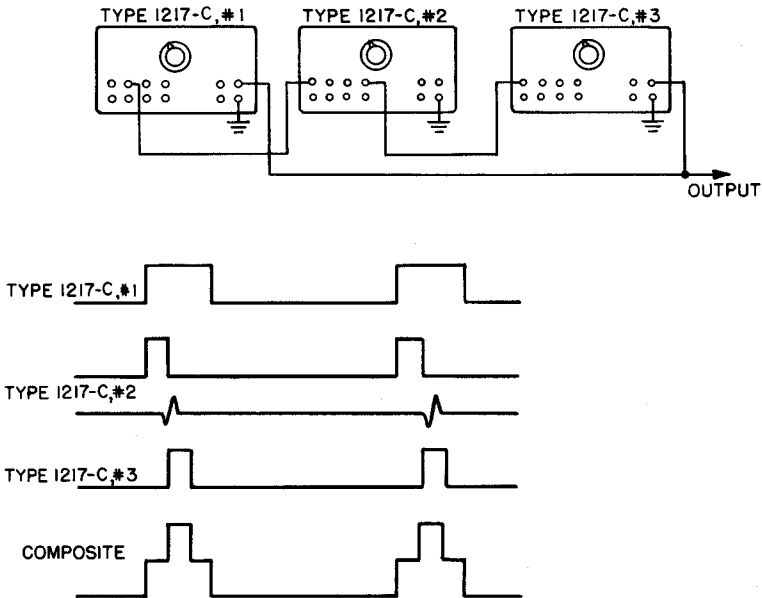 TYPE 1217-C,#1
TYPE 1217-C,#2
TYPE 1217-C,#3
OUTPUT
TYPE 1217-C,#1
TYPE 1217-C,#2
TYPE 1217-C,#3
COMPOSITE